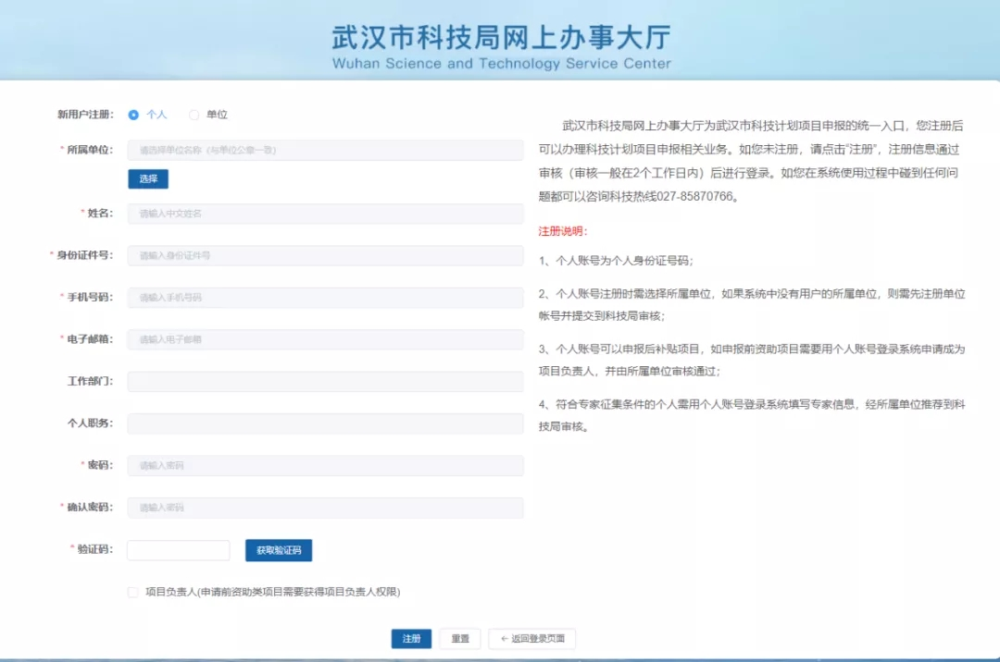 武汉市科技局网上办事大厅
Wuhan Science and Technology Service Center
新用户注册： 个人 单位
* 所属单位： 请选择单位名称（与单位公章一致）
选择
* 姓名： 请输入中文姓名
* 身份证件号： 请输入身份证件号
* 手机号码： 请输入手机号码
* 电子邮箱： 请输入电子邮箱
工作部门：
个人职务：
* 密码： 请输入密码
* 确认密码： 请输入密码
* 验证码： 获取验证码
项目负责人(申请前资助类项目需要获得项目负责人权限)
注册 重置 ← 返回登录页面
武汉市科技局网上办事大厅为武汉市科技计划项目申报的统一入口，您注册后
可以办理科技计划项目申报相关业务。如您未注册，请点击“注册”，注册信息通过
审核（审核一般在2个工作日内）后进行登录。如您在系统使用过程中碰到任何问
题都可以咨询科技热线027-85870766。
注册说明：
1、个人账号为个人身份证号码；
2、个人账号注册时需选择所属单位，如果系统中没有用户的所属单位，则需先注册单位
帐号并提交到科技局审核；
3、个人账号可以申报后补贴项目，如申报前资助项目需要用个人账号登录系统申请成为
项目负责人，并由所属单位审核通过；
4、符合专家征集条件的个人需用个人账号登录系统填写专家信息，经所属单位推荐到科
技局审核。